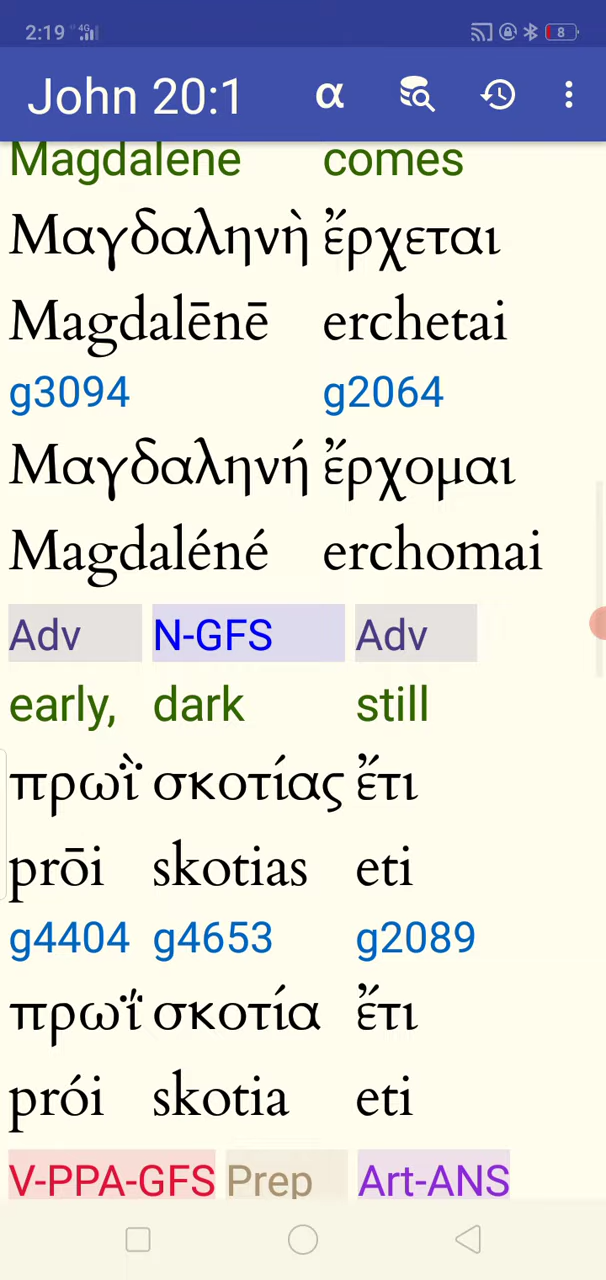 2:19 4G 8
John 20:1 α
Magdalene comes
Μαγδαληνὴ ἔρχεται
Magdalēnē erchetai
g3094 g2064
Μαγδαληνή ἔρχομαι
Magdaléné erchomai
Adv N-GFS Adv
early, dark still
πρωῒ σκοτίας ἔτι
prōi skotias eti
g4404 g4653 g2089
πρωΐ σκοτία ἔτι
prói skotia eti
V-PPA-GFS Prep Art-ANS